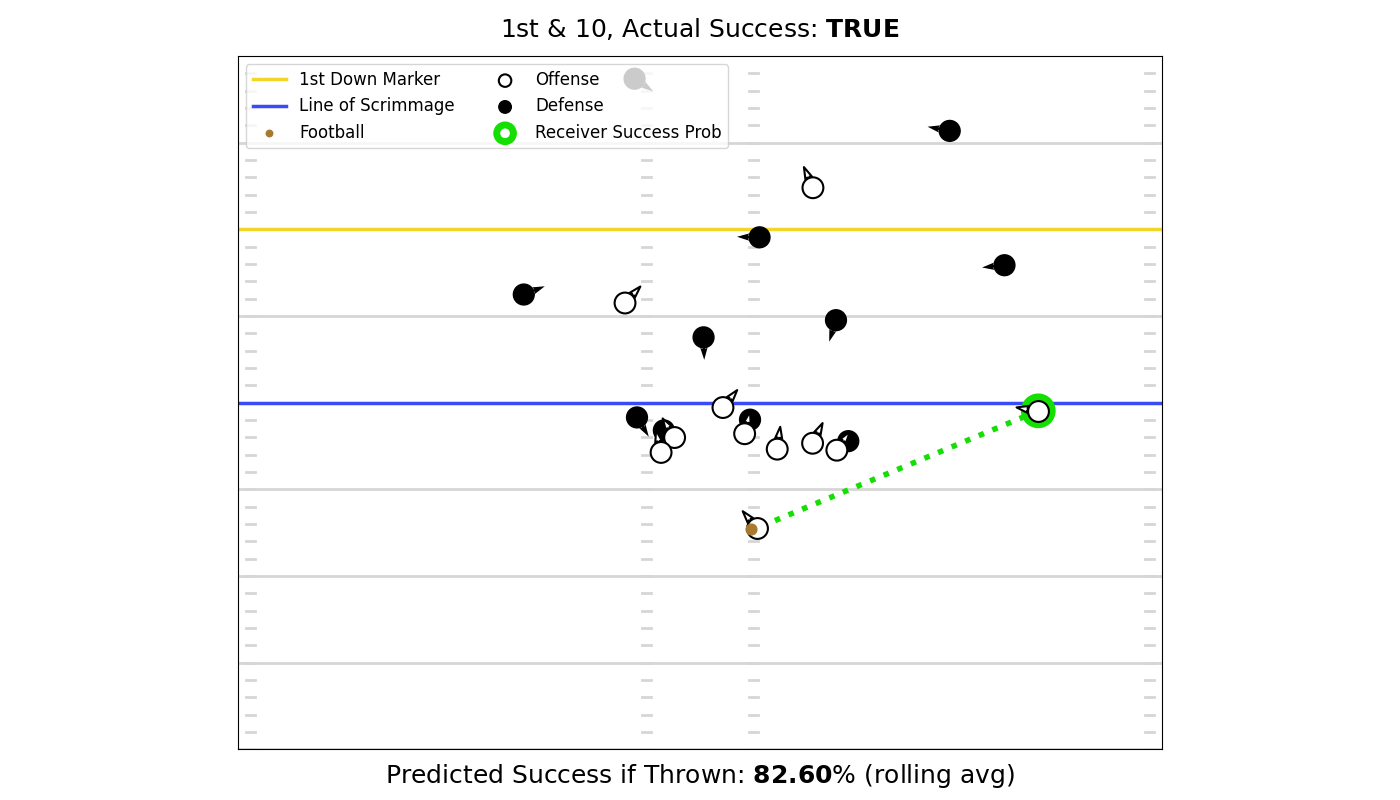 1st & 10, Actual Success: TRUE
1st Down Marker
Line of Scrimmage
Football
Offense
Defense
Receiver Success Prob
Predicted Success if Thrown: 82.60% (rolling avg)